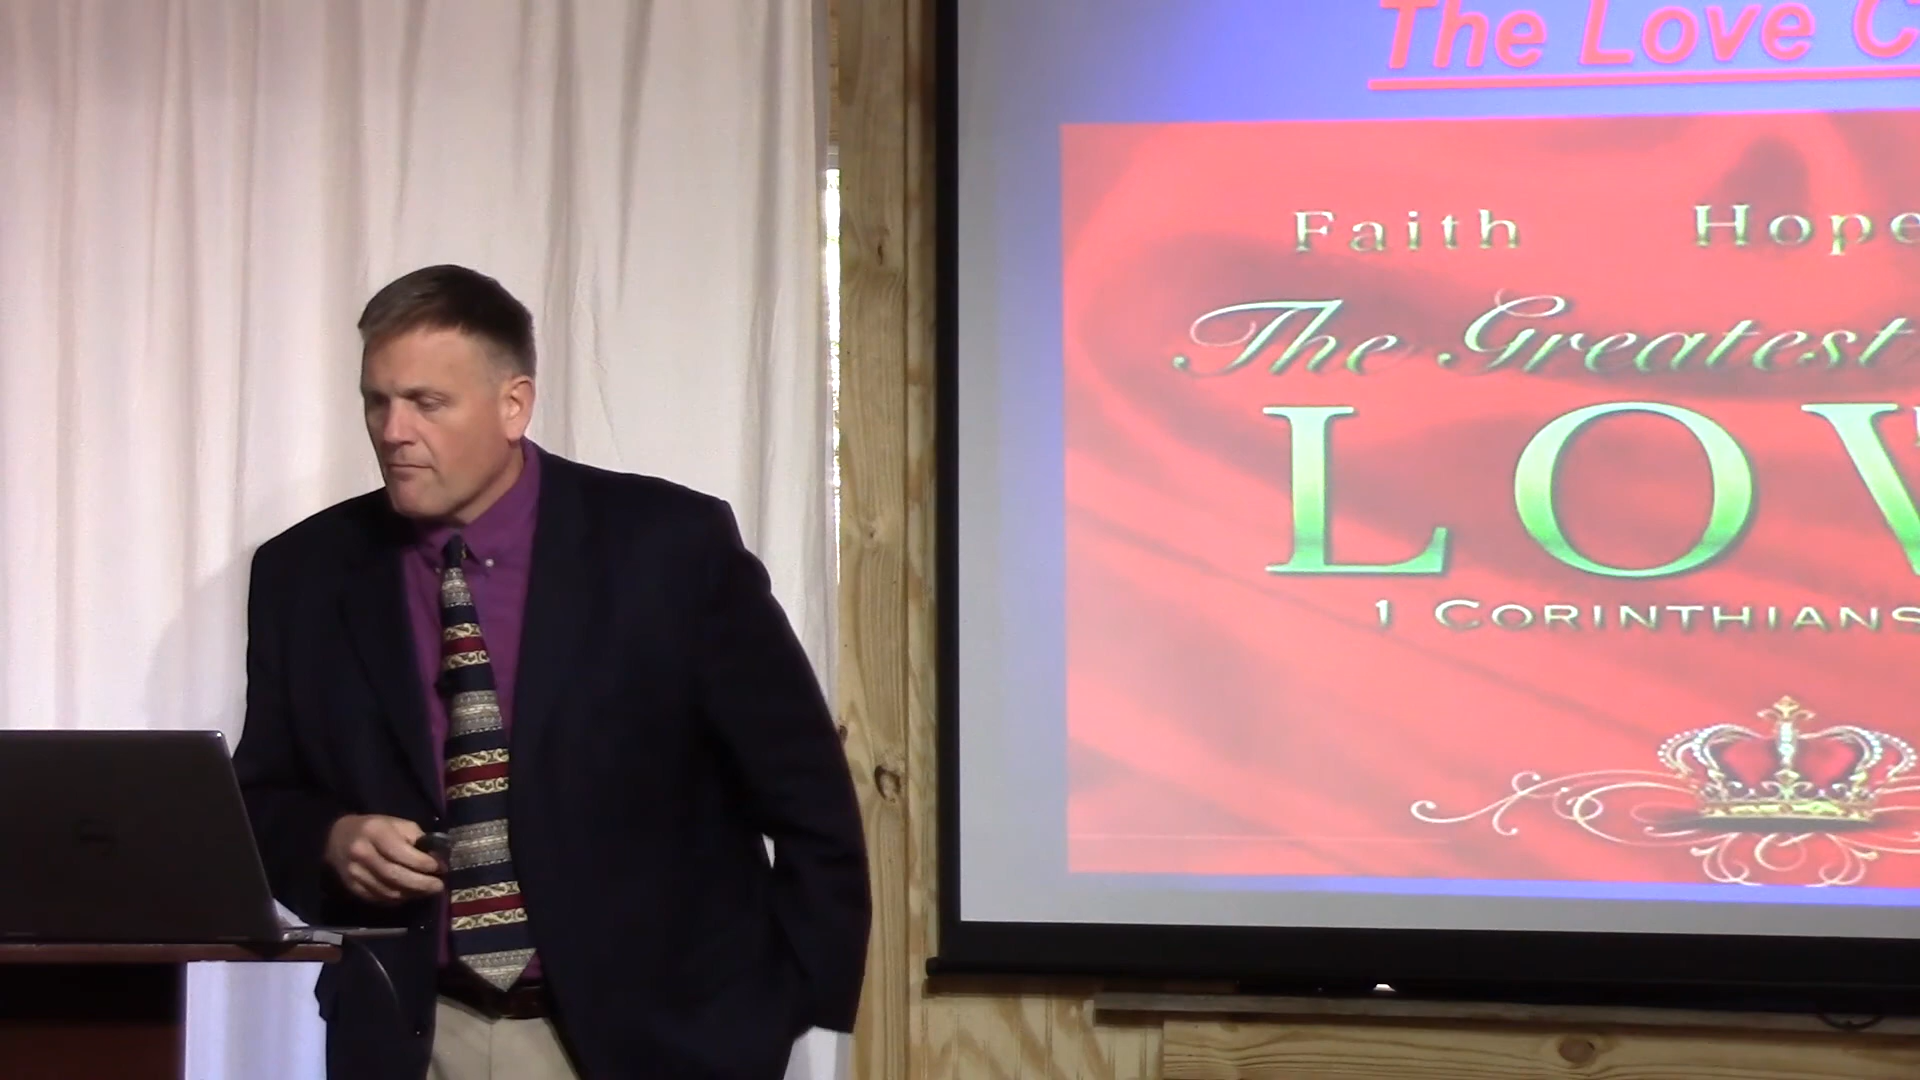 The Love C
Faith Hope
The Greatest
LOV
1 CORINTHIANS